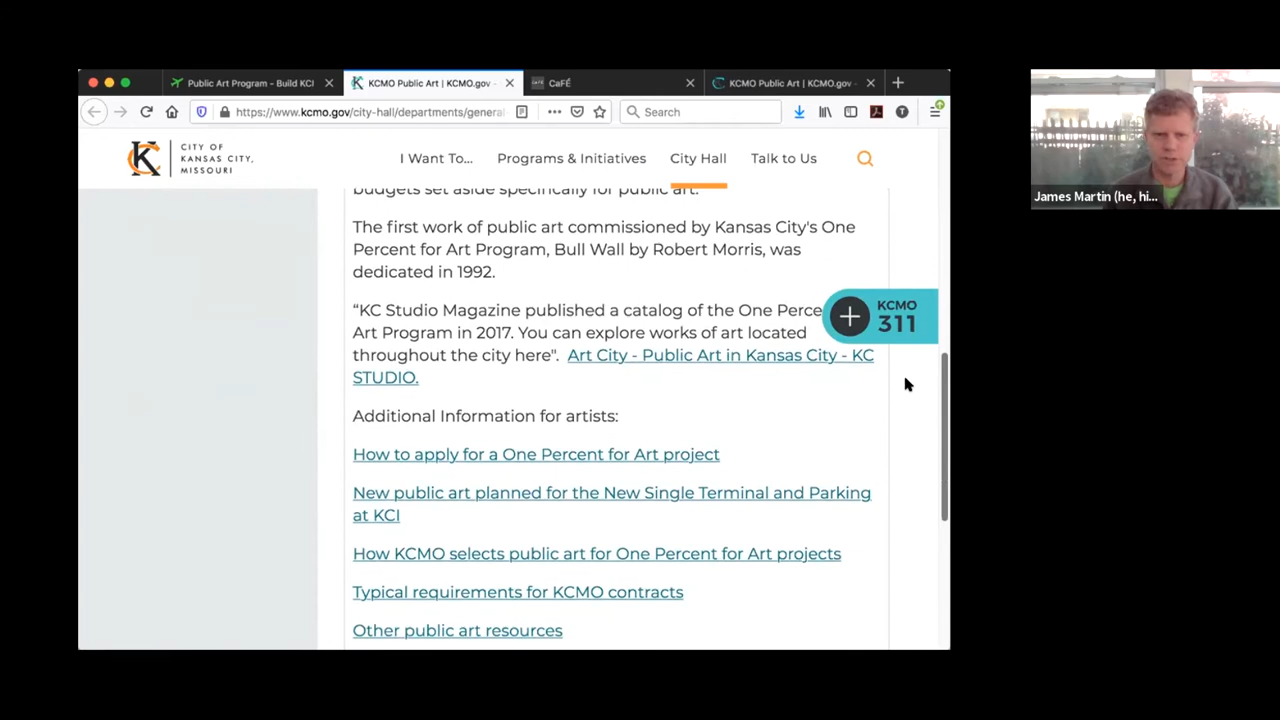 Public Art Program – Build KCI
KCMO Public Art | KCMO.gov -
CaFÉ
KCMO Public Art | KCMO.gov -
https://www.kcmo.gov/city-hall/departments/general
Search
CITY OF
KANSAS CITY,
MISSOURI
I Want To...
Programs & Initiatives
City Hall
Talk to Us
James Martin (he, hi...
budgets set aside specifically for public art.
The first work of public art commissioned by Kansas City's One
Percent for Art Program, Bull Wall by Robert Morris, was
dedicated in 1992.
“KC Studio Magazine published a catalog of the One Perce
Art Program in 2017. You can explore works of art located
throughout the city here". Art City - Public Art in Kansas City - KC
STUDIO.
KCMO
311
Additional Information for artists:
How to apply for a One Percent for Art project
New public art planned for the New Single Terminal and Parking
at KCI
How KCMO selects public art for One Percent for Art projects
Typical requirements for KCMO contracts
Other public art resources